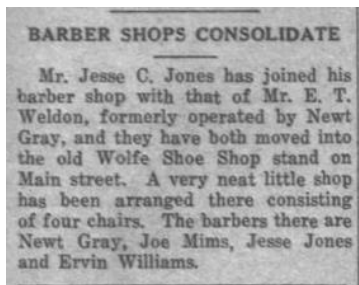 BARBER SHOPS CONSOLIDATE
Mr. Jesse C. Jones has joined his
barber shop with that of Mr. E. T.
Weldon, formerly operated by Newt
Gray, and they have both moved into
the old Wolfe Shoe Shop stand on
Main street. A very neat little shop
has been arranged there consisting
of four chairs. The barbers there are
Newt Gray, Joe Mims, Jesse Jones
and Ervin Williams.